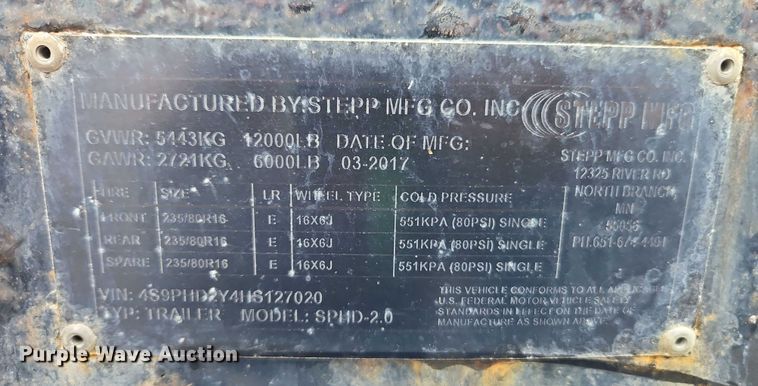 MANUFACTURED BY: STEPP MFG CO. INC
STEPP MFG
GVWR: 5443KG 12000LB DATE OF MFG:
GAWR: 2721KG 6000LB 03-2017
STEPP MFG CO. INC.
12325 RIVER RD
NORTH BRANCH,
MN
55056
TIRE SIZE LR WHEEL TYPE COLD PRESSURE
FRONT 235/80R16 E 16X6J 551KPA (80PSI) SINGLE
REAR 235/80R16 E 16X6J 551KPA (80PSI) SINGLE
SPARE 235/80R16 E 16X6J 551KPA (80PSI) SINGLE
VIN: 4S9PHD2Y4HS127020
TYP: TRAILER MODEL: SPHD-2.0
THIS VEHICLE CONFORMS TO ALL APPLICABLE
U.S. FEDERAL MOTOR VEHICLE SAFETY
STANDARDS IN EFFECT ON THE DATE OF
MANUFACTURE AS SHOWN ABOVE.
Purple Wave Auction